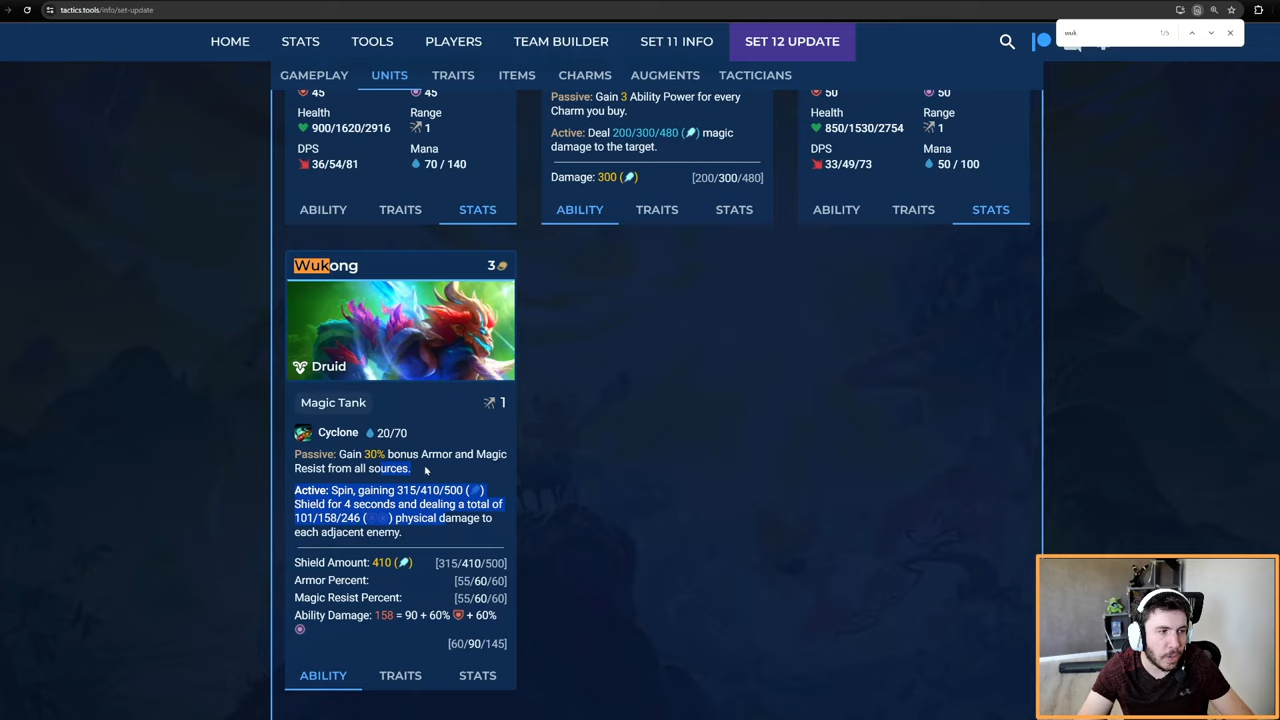 tactics.tools/info/set-update
wuk
1/5
HOME STATS TOOLS PLAYERS TEAM BUILDER SET 11 INFO SET 12 UPDATE
GAMEPLAY UNITS TRAITS ITEMS CHARMS AUGMENTS TACTICIANS
45 45
Health Range
900/1620/2916 1
DPS Mana
36/54/81 70 / 140
ABILITY TRAITS STATS
Passive: Gain 3 Ability Power for every
Charm you buy.
Active: Deal 200/300/480 ( ) magic
damage to the target.
Damage: 300 ( ) [200/300/480]
ABILITY TRAITS STATS
50 50
Health Range
850/1530/2754 1
DPS Mana
33/49/73 50 / 100
ABILITY TRAITS STATS
Wukong 3
Druid
Magic Tank 1
Cyclone 20/70
Passive: Gain 30% bonus Armor and Magic
Resist from all sources.
Active: Spin, gaining 315/410/500 ( )
Shield for 4 seconds and dealing a total of
101/158/246 ( ) physical damage to
each adjacent enemy.
Shield Amount: 410 ( ) [315/410/500]
Armor Percent: [55/60/60]
Magic Resist Percent: [55/60/60]
Ability Damage: 158 = 90 + 60% + 60%
[60/90/145]
ABILITY TRAITS STATS